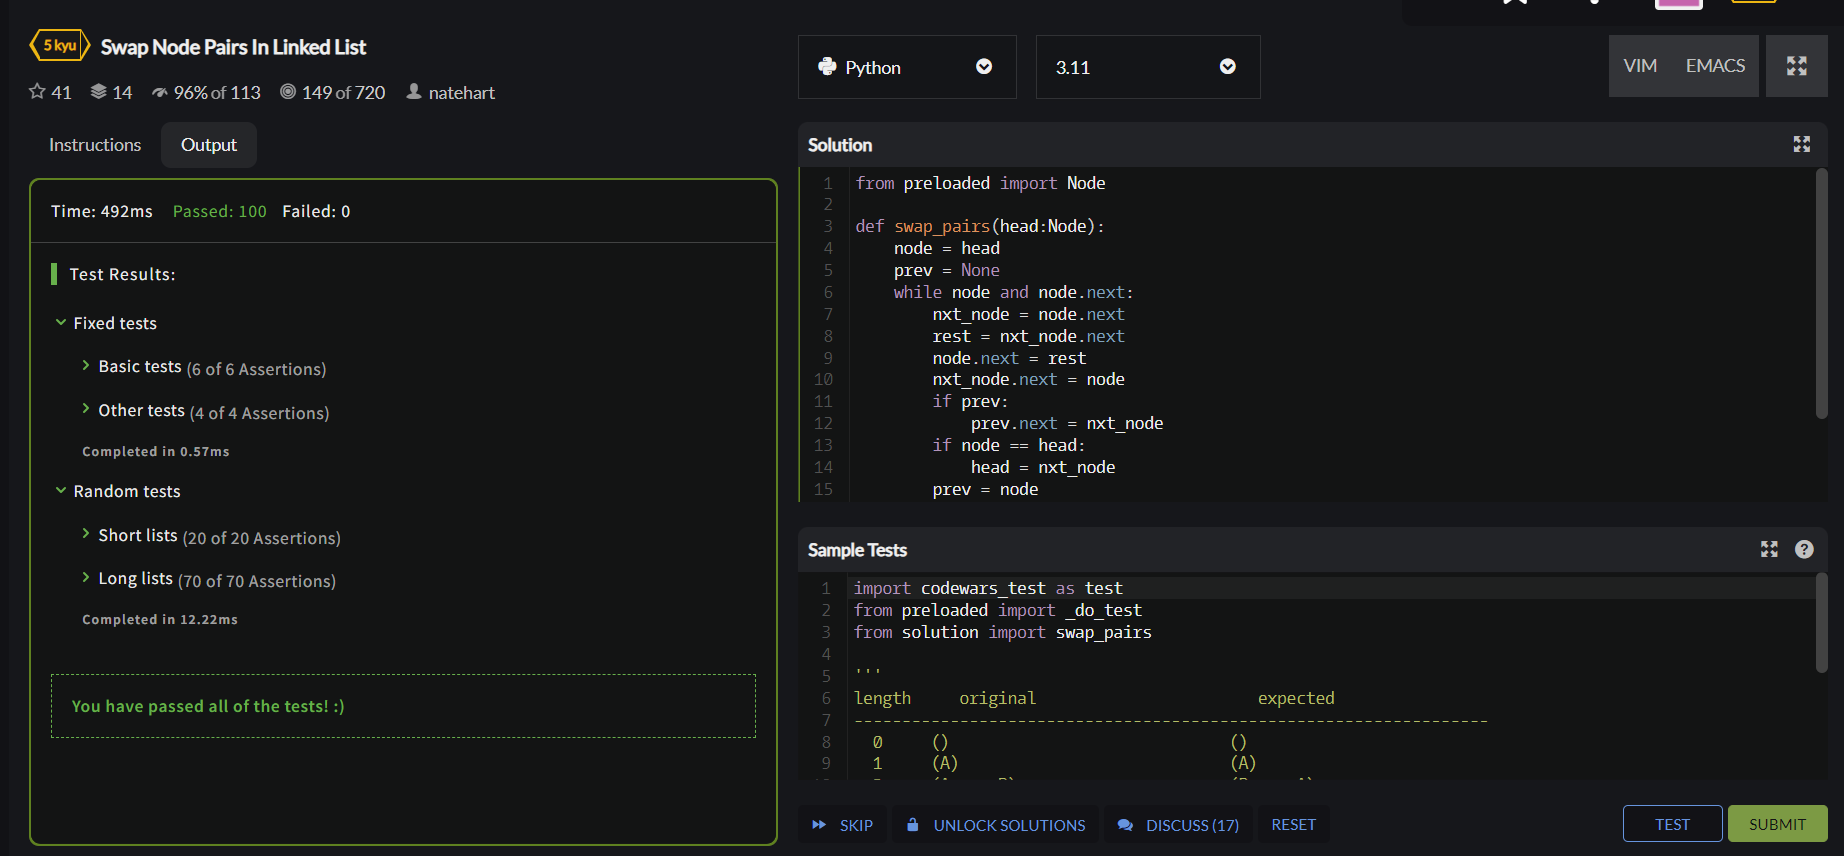 5 kyu Swap Node Pairs In Linked List
41 14 96% of 113 149 of 720 natehart
Instructions Output
Time: 492ms Passed: 100 Failed: 0
Test Results:
Fixed tests
Basic tests (6 of 6 Assertions)
Other tests (4 of 4 Assertions)
Completed in 0.57ms
Random tests
Short lists (20 of 20 Assertions)
Long lists (70 of 70 Assertions)
Completed in 12.22ms
You have passed all of the tests! :)
Python 3.11 VIM EMACS
Solution
1 from preloaded import Node
2
3 def swap_pairs(head:Node):
4 node = head
5 prev = None
6 while node and node.next:
7 nxt_node = node.next
8 rest = nxt_node.next
9 node.next = rest
10 nxt_node.next = node
11 if prev:
12 prev.next = nxt_node
13 if node == head:
14 head = nxt_node
15 prev = node
Sample Tests ?
1 import codewars_test as test
2 from preloaded import _do_test
3 from solution import swap_pairs
4
5 '''
6 length original expected
7 ------------------------------------------------------------------
8 0 () ()
9 1 (A) (A)
SKIP UNLOCK SOLUTIONS DISCUSS (17) RESET TEST SUBMIT